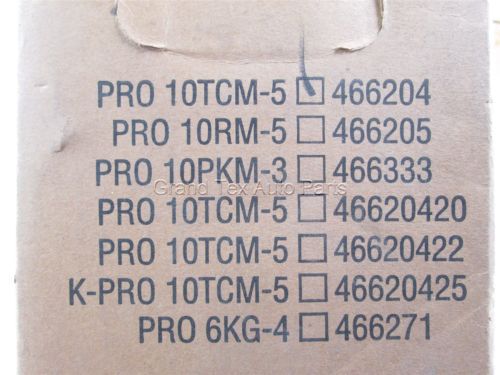 PRO 10TCM-5 ☐ 466204
PRO 10RM-5 ☐ 466205
PRO 10PKM-3 ☐ 466333
Grand Tex Auto Parts
PRO 10TCM-5 ☐ 46620420
PRO 10TCM-5 ☐ 46620422
K-PRO 10TCM-5 ☐ 46620425
PRO 6KG-4 ☐ 466271